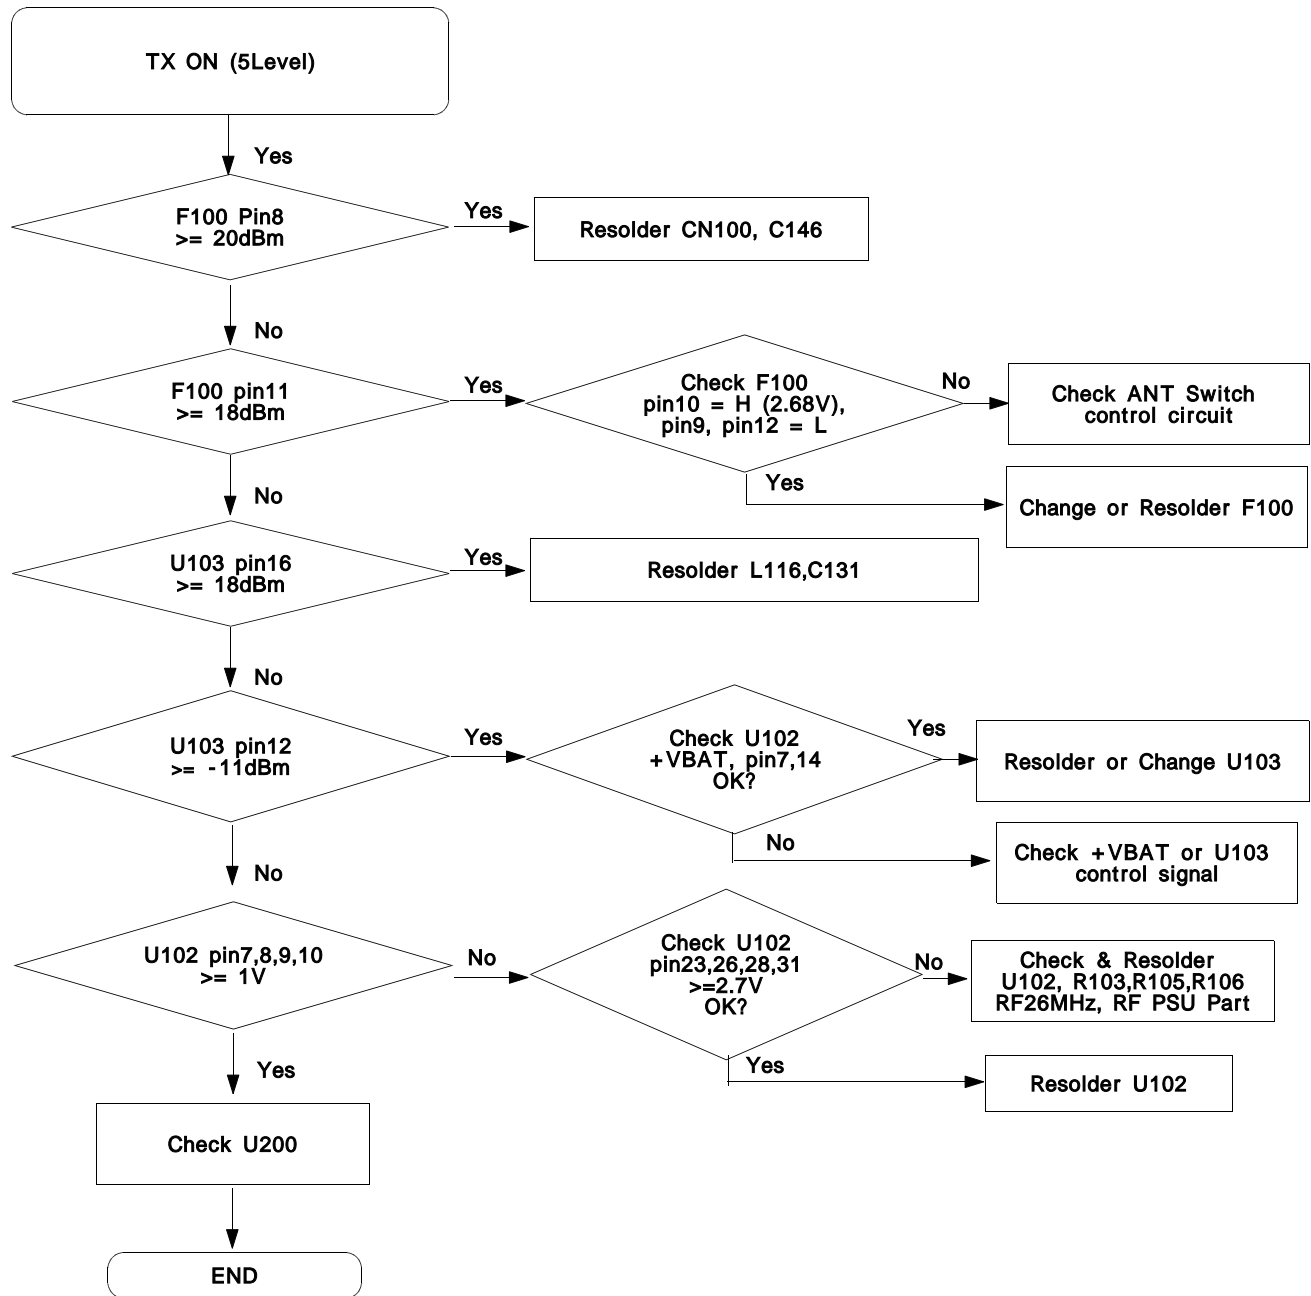 TX ON (5Level)
Yes
F100 Pin8
>= 20dBm
Yes
Resolder CN100, C146
No
F100 pin11
>= 18dBm
Yes
Check F100
pin10 = H (2.68V),
pin9, pin12 = L
No
Check ANT Switch
control circuit
Yes
Change or Resolder F100
No
U103 pin16
>= 18dBm
Yes
Resolder L116,C131
No
U103 pin12
>= -11dBm
Yes
Check U102
+VBAT, pin7,14
OK?
Yes
Resolder or Change U103
No
Check +VBAT or U103
control signal
No
U102 pin7,8,9,10
>= 1V
No
Check U102
pin23,26,28,31
>=2.7V
OK?
No
Check & Resolder
U102, R103,R105,R106
RF26MHz, RF PSU Part
Yes
Resolder U102
Yes
Check U200
END